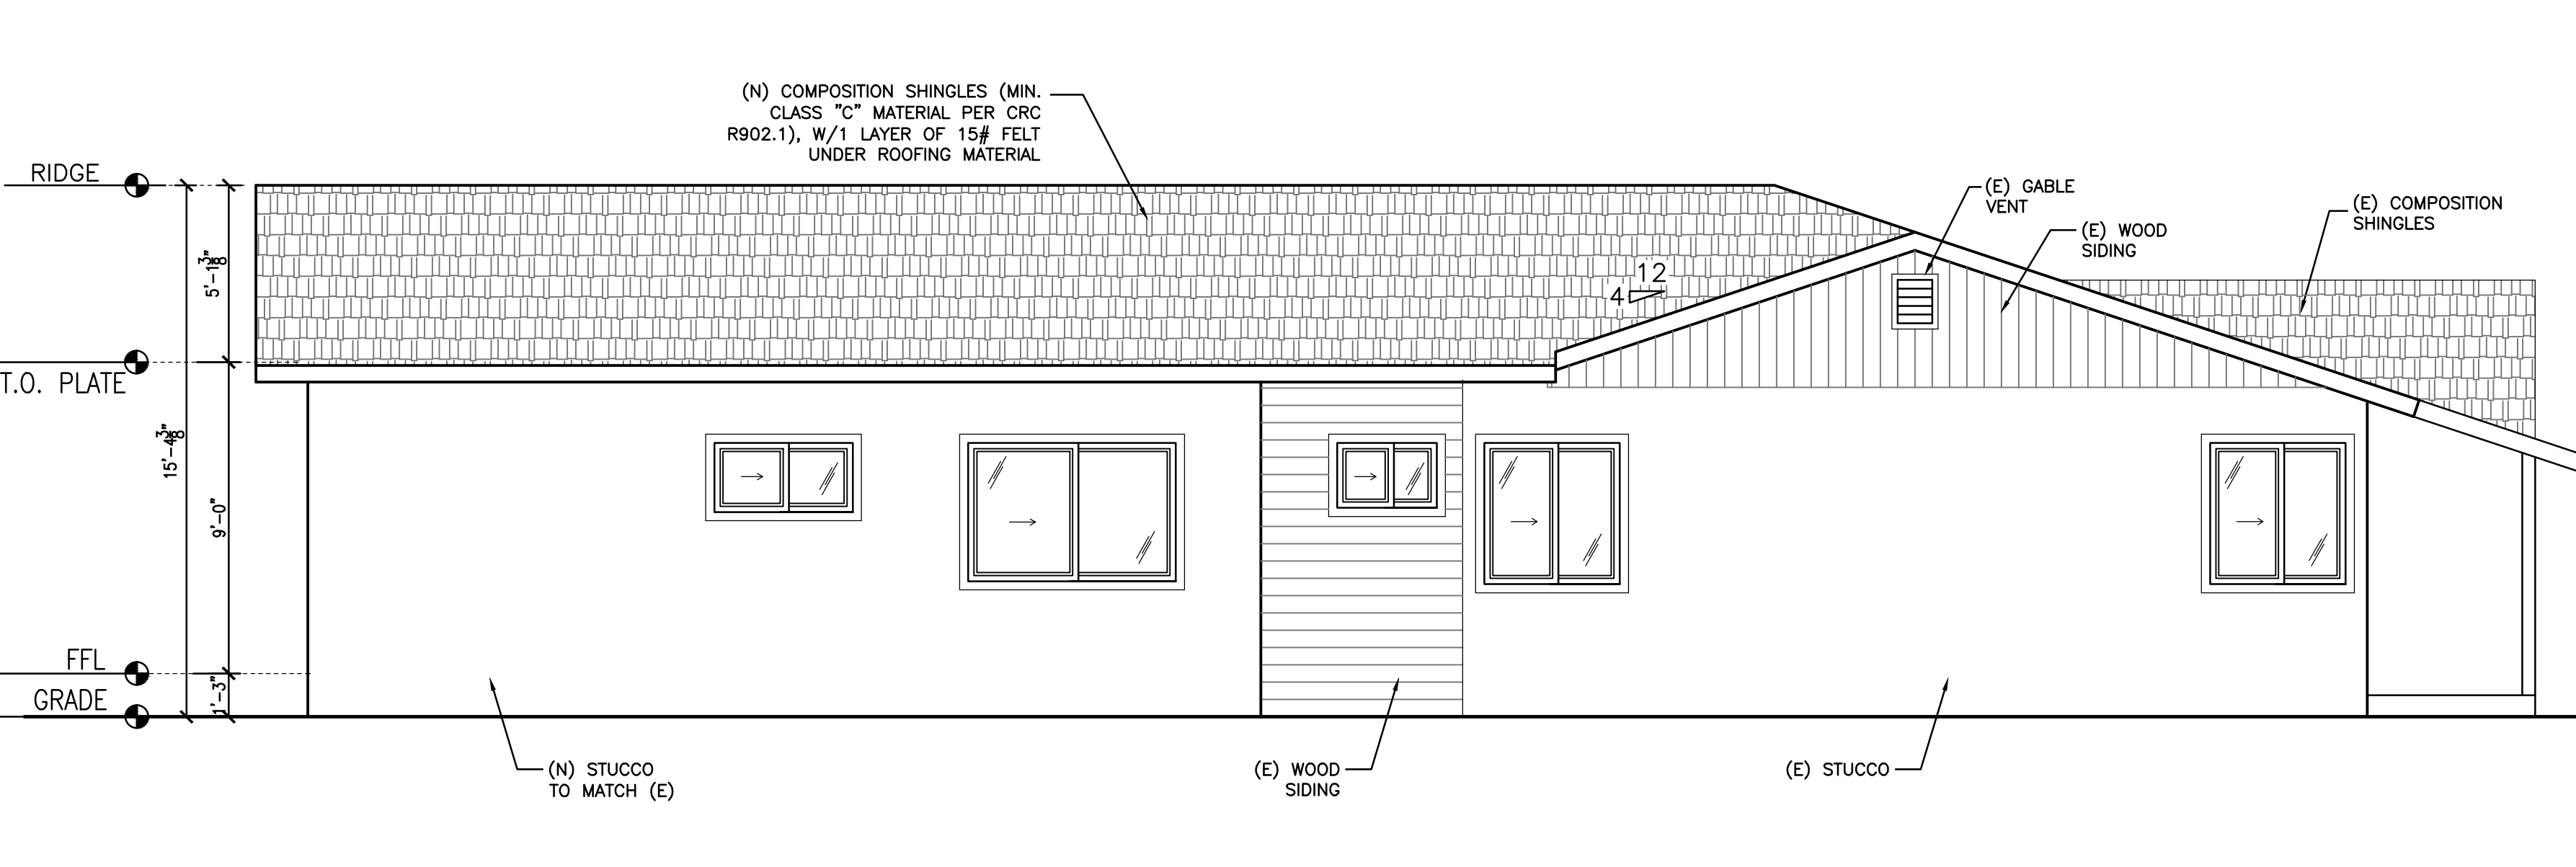 (N) COMPOSITION SHINGLES (MIN.
CLASS "C" MATERIAL PER CRC
R902.1), W/1 LAYER OF 15# FELT
UNDER ROOFING MATERIAL
RIDGE
(E) GABLE
VENT
(E) WOOD
SIDING
(E) COMPOSITION
SHINGLES
5'-1 3/8"
12
4
T.O. PLATE
15'-4 3/8"
9'-0"
FFL
1'-3"
GRADE
(N) STUCCO
TO MATCH (E)
(E) WOOD
SIDING
(E) STUCCO